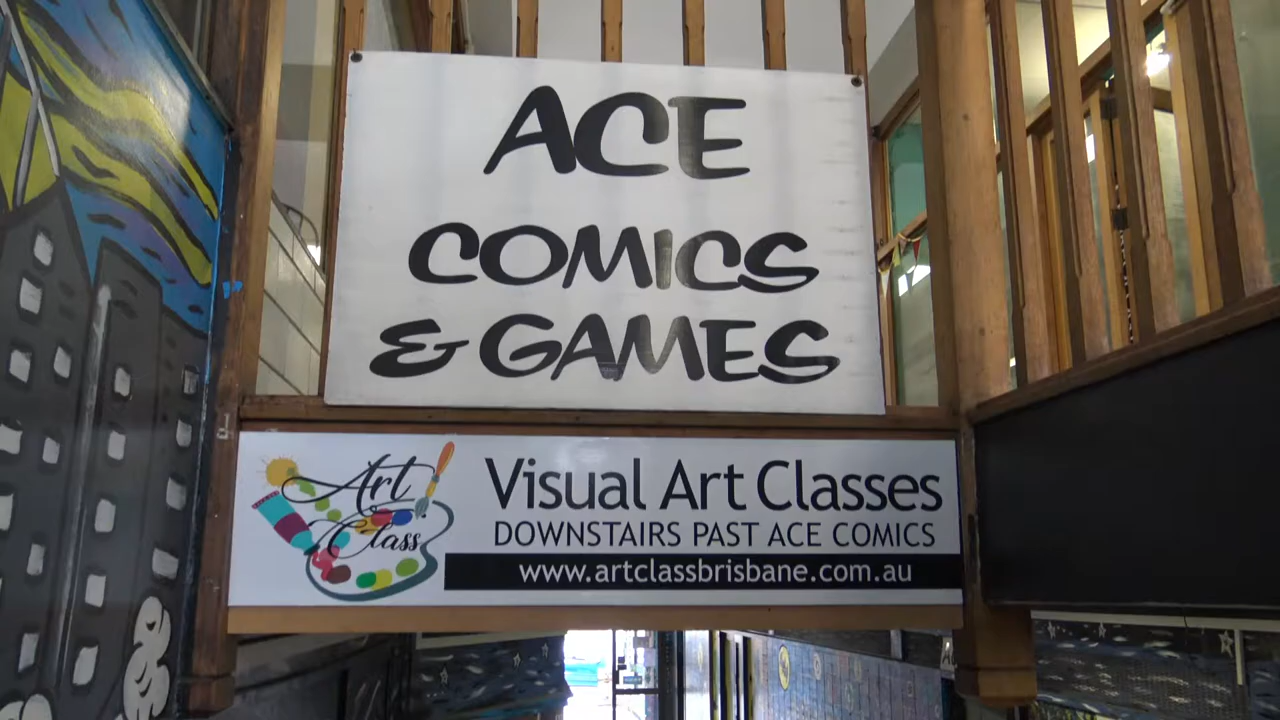 ACE
COMICS
& GAMES
Art
Class
Visual Art Classes
DOWNSTAIRS PAST ACE COMICS
www.artclassbrisbane.com.au